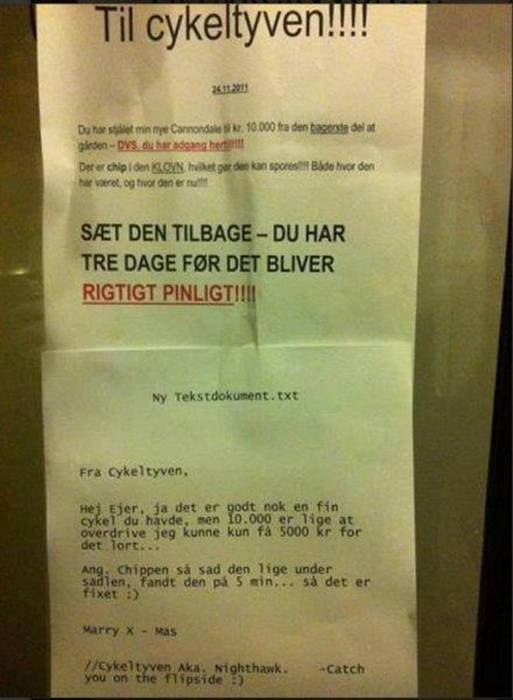 Til cykeltyven!!!!
24.11.2011
Du har stjålet min nye Cannondale til kr. 10.000 fra den bagerste del af
gården – DVS. du har adgang hertil!!!!
Der er chip i den KLOVN, hvilket gør den kan spores!!!! Både hvor den
har været, og hvor den er nu!!!!
SÆT DEN TILBAGE – DU HAR
TRE DAGE FØR DET BLIVER
RIGTIGT PINLIGT!!!!
Ny Tekstdokument.txt
Fra Cykeltyven,
Hej Ejer, ja det er godt nok en fin
cykel du havde, men 10.000 er lige at
overdrive jeg kunne kun få 5000 kr for
det lort...
Ang. Chippen så sad den lige under
sadlen, fandt den på 5 min... så det er
fixet :)
Marry X - Mas
//Cykeltyven Aka. Nighthawk. -Catch
you on the flipside :)